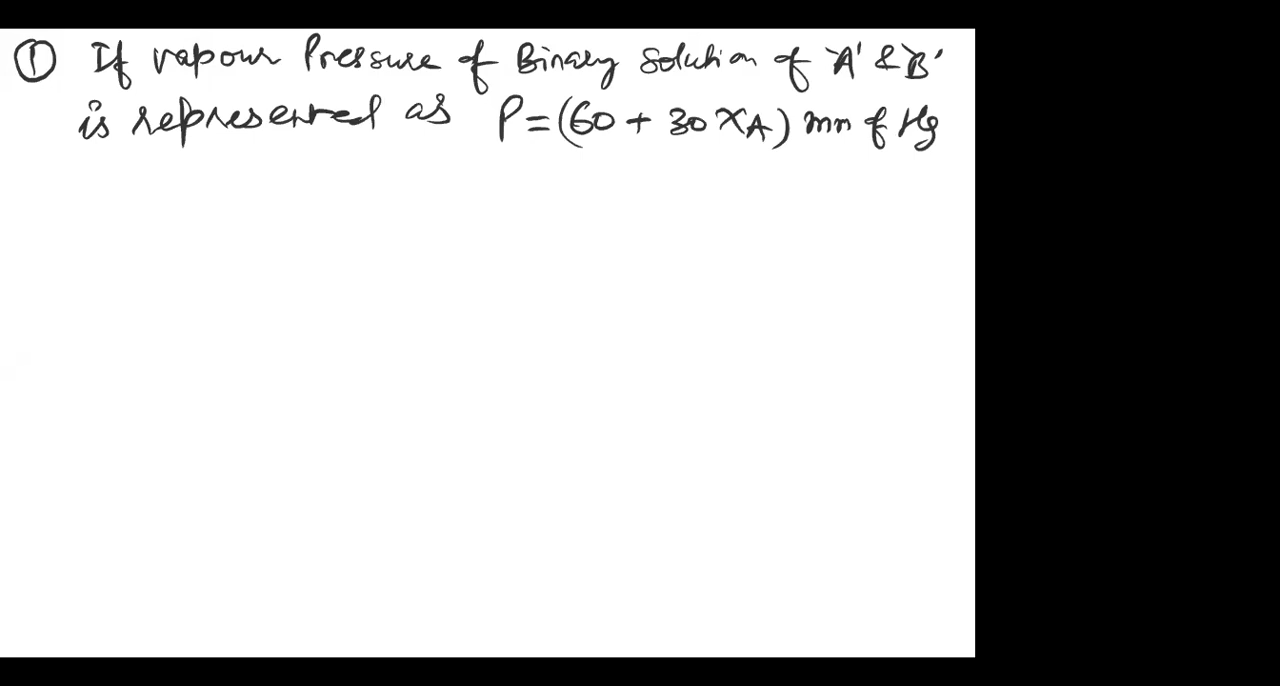 ① If vapour Pressure of Binary Solution of 'A' & 'B'
is represented as P = (60 + 30 XA) mm of Hg